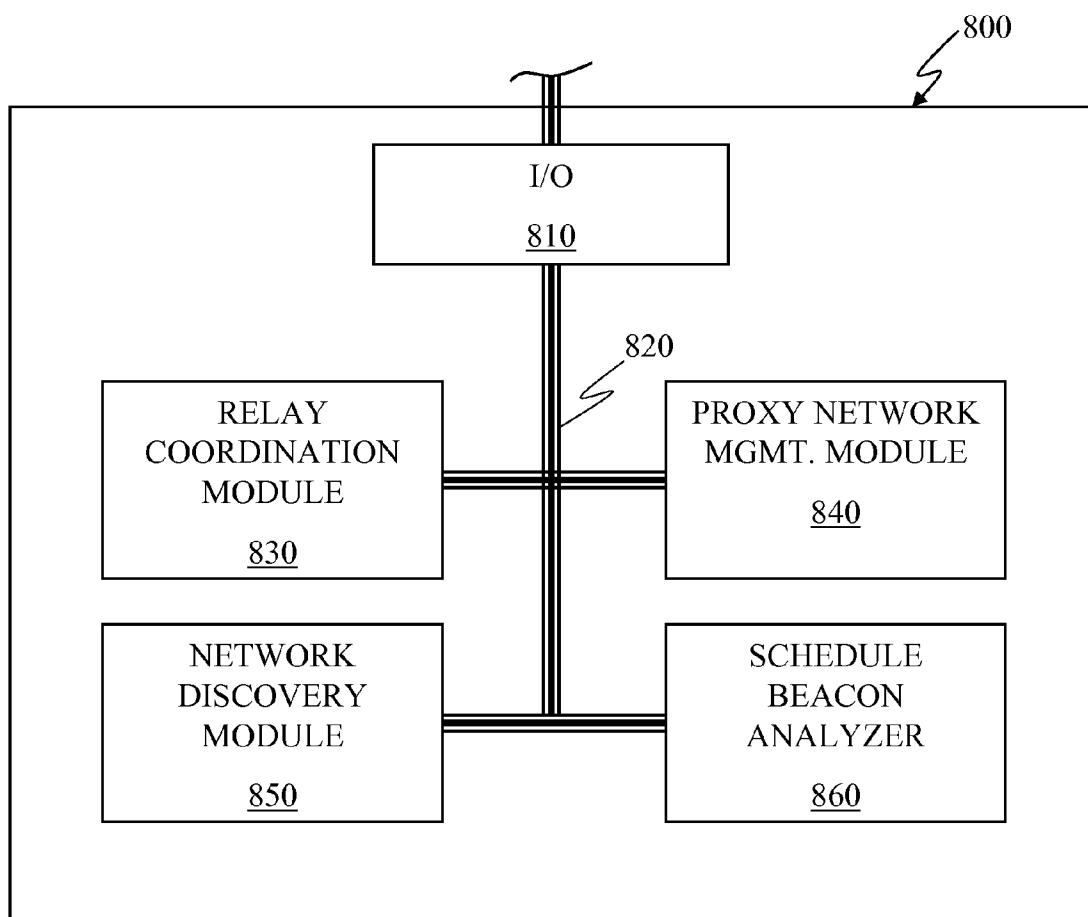 800
I/O
810
820
RELAY
COORDINATION
MODULE
830
PROXY NETWORK
MGMT. MODULE
840
NETWORK
DISCOVERY
MODULE
850
SCHEDULE
BEACON
ANALYZER
860